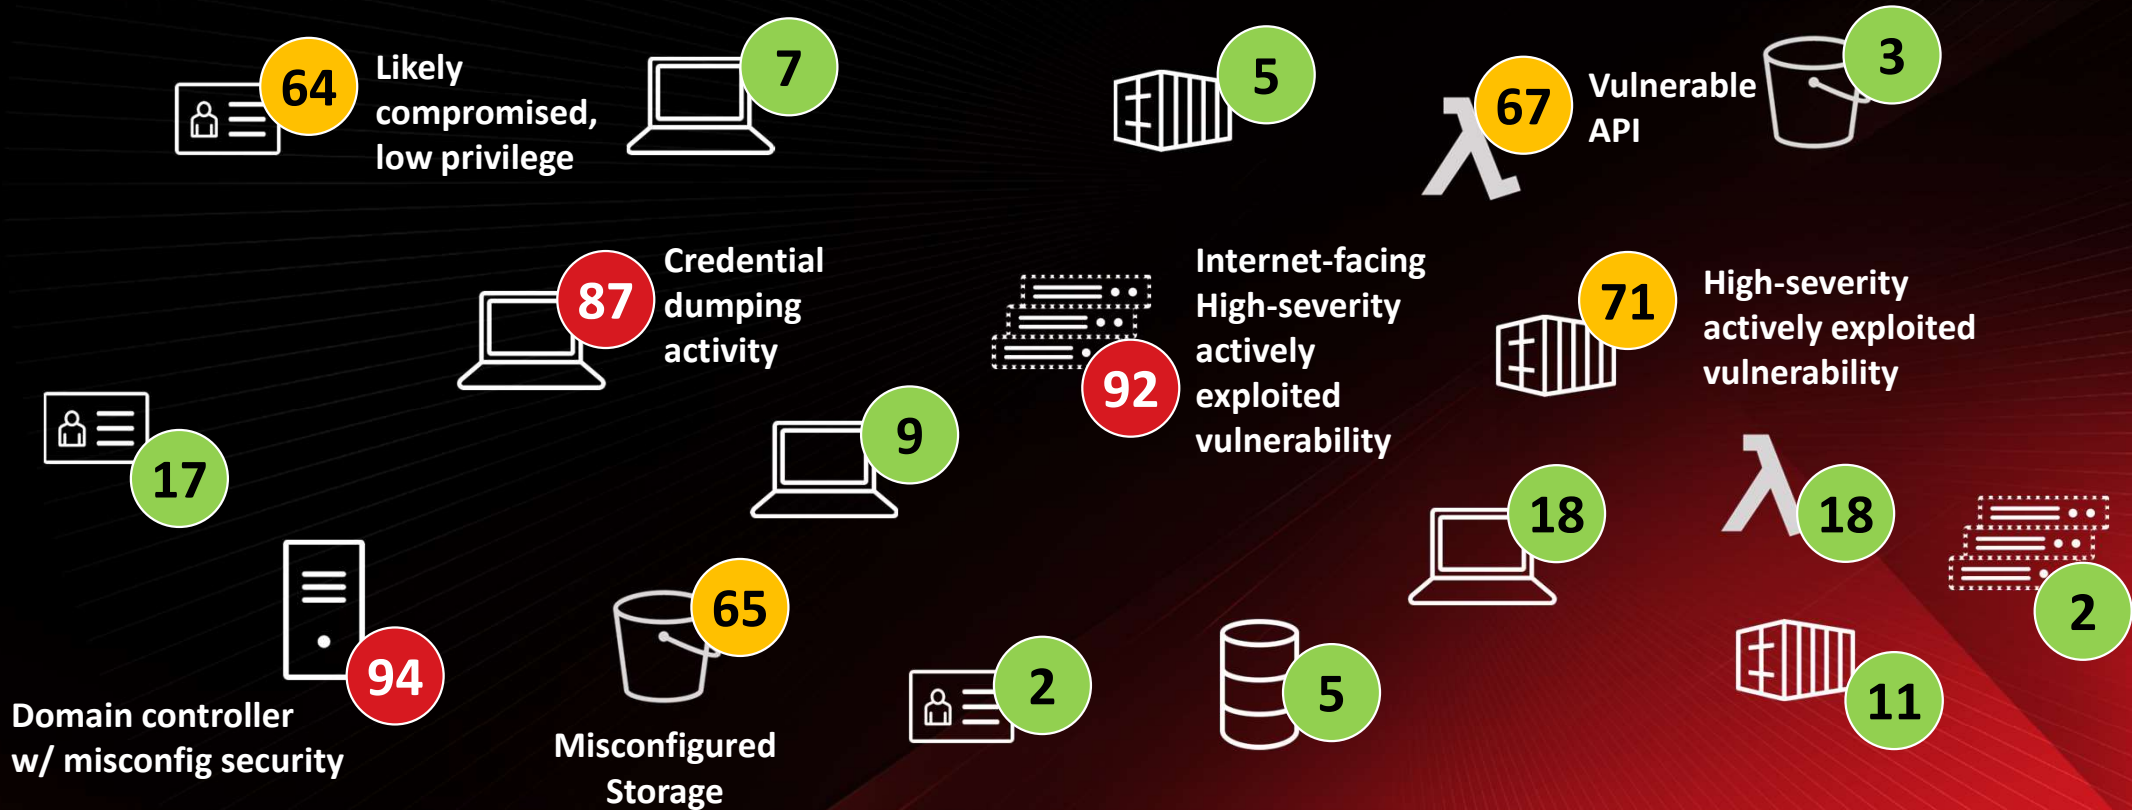 64
Likely
compromised,
low privilege
7
5
67
Vulnerable
API
3
87
Credential
dumping
activity
92
Internet-facing
High-severity
actively
exploited
vulnerability
71
High-severity
actively exploited
vulnerability
17
9
18
18
2
94
Domain controller
w/ misconfig security
65
Misconfigured
Storage
2
5
11